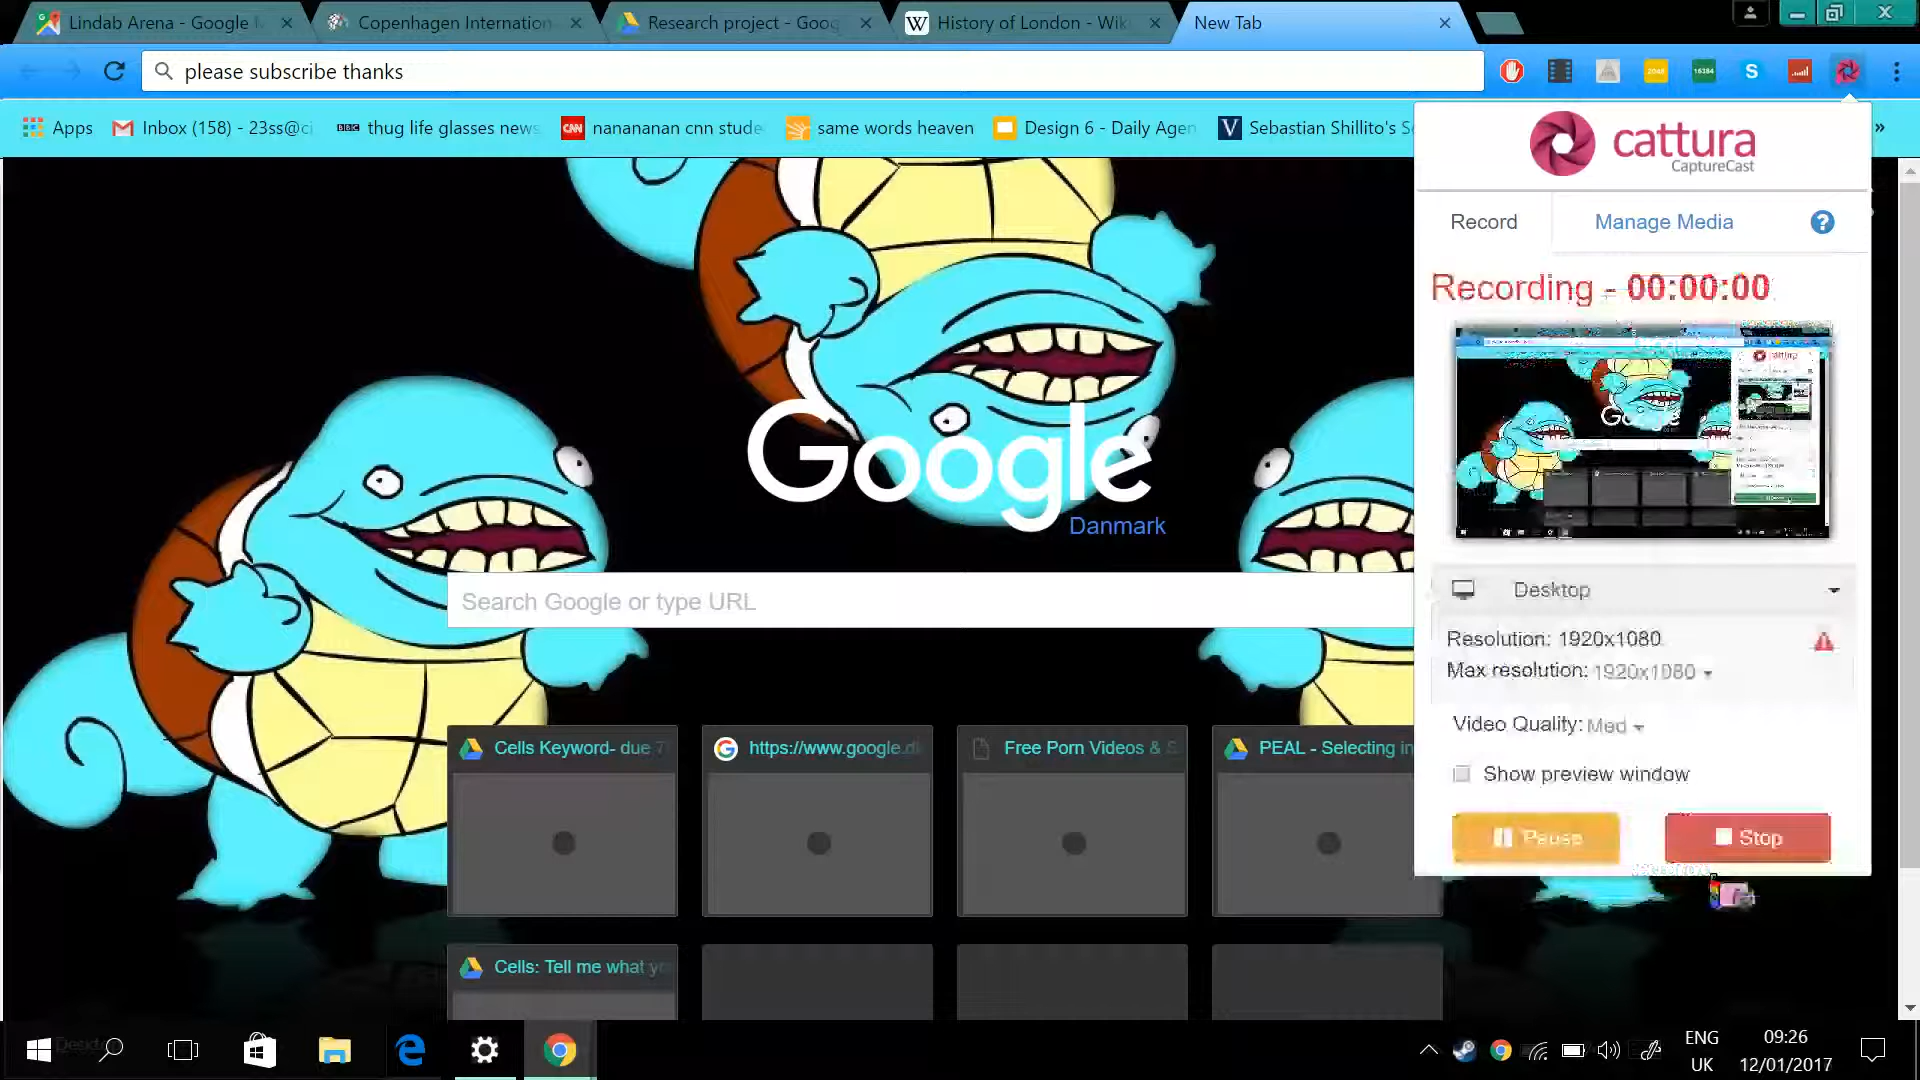 Lindab Arena - Google M
Copenhagen Internation
Research project - Goog
History of London - Wiki
New Tab
please subscribe thanks
Apps
Inbox (158) - 23ss@ci
thug life glasses news
nanananan cnn stude
same words heaven
Design 6 - Daily Agen
Sebastian Shillito's S
»
cattura
CaptureCast
Record
Manage Media
Recording - 00:00:00
Google
Danmark
Search Google or type URL
Desktop
Resolution: 1920x1080
Max resolution: 1920x1080
Video Quality: Med
Show preview window
Pause
Stop
Cells Keyword- due 7
https://www.google.d
Free Porn Videos & S
PEAL - Selecting in
Cells: Tell me what yo
ENG
UK
09:26
12/01/2017